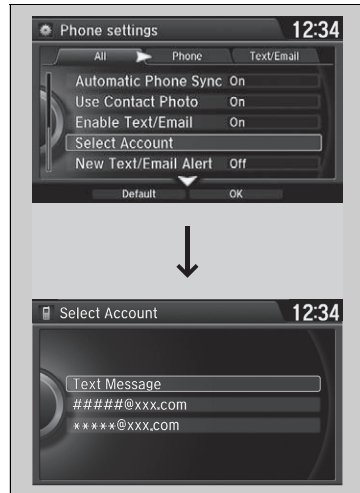 Phone settings 12:34
All Phone Text/Email
Automatic Phone Sync On
Use Contact Photo On
Enable Text/Email On
Select Account
New Text/Email Alert Off
Default OK
Select Account 12:34
Text Message
#####@xxx.com
*****@xxx.com